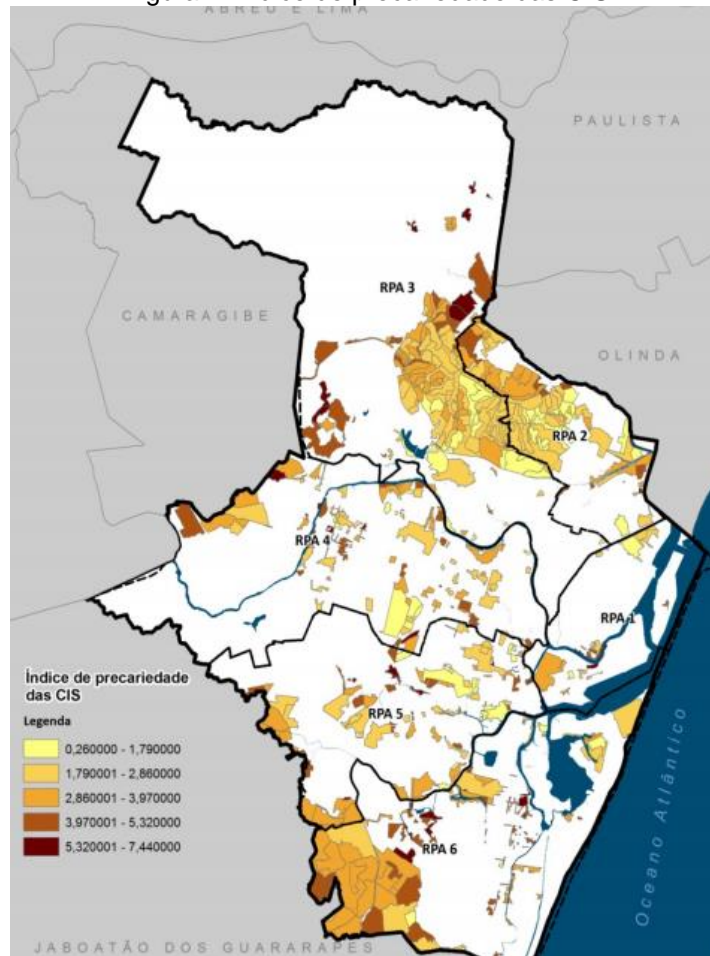 ABREU E LIMA
PAULISTA
RPA 3
CAMARAGIBE
OLINDA
RPA 2
RPA 4
RPA 1
Índice de precariedade
das CIS
Legenda
0,260000 - 1,790000
1,790001 - 2,860000
2,860001 - 3,970000
3,970001 - 5,320000
5,320001 - 7,440000
RPA 5
RPA 6
Oceano Atlântico
JABOATÃO DOS GUARARAPES